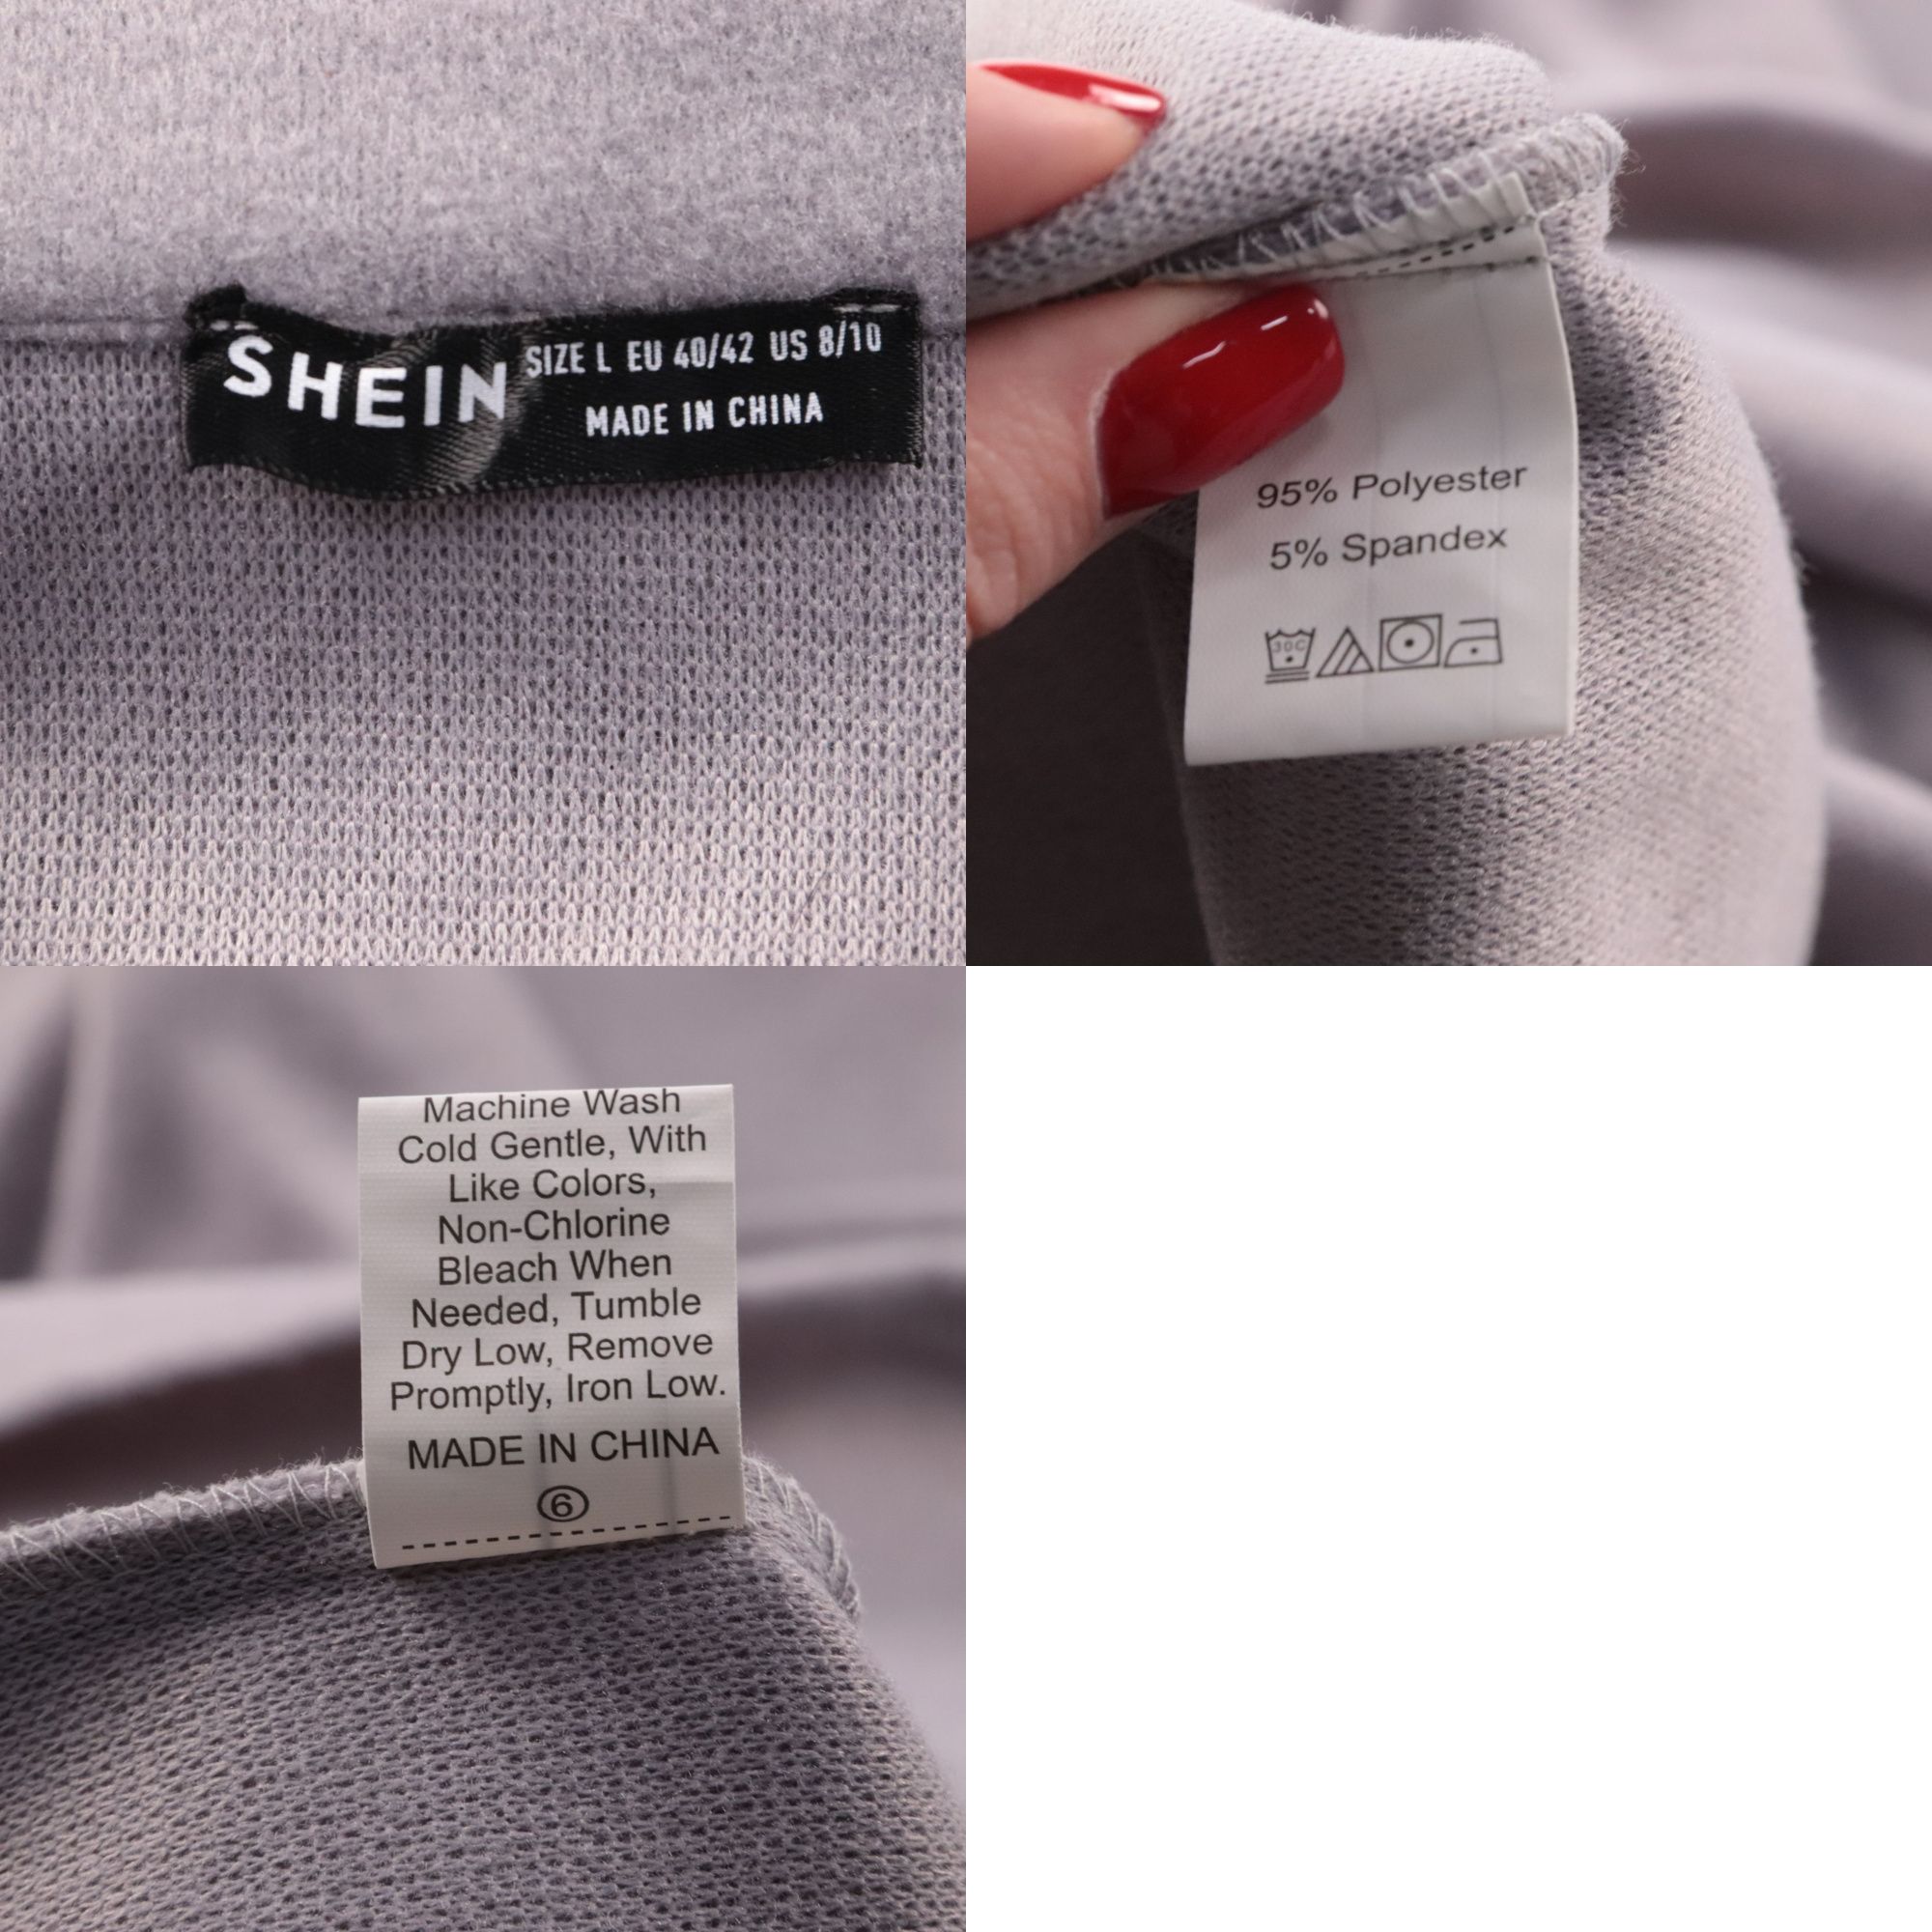 SHEIN SIZE L EU 40/42 US 8/10
MADE IN CHINA
95% Polyester
5% Spandex
30C
Machine Wash
Cold Gentle, With
Like Colors,
Non-Chlorine
Bleach When
Needed, Tumble
Dry Low, Remove
Promptly, Iron Low.
MADE IN CHINA
6